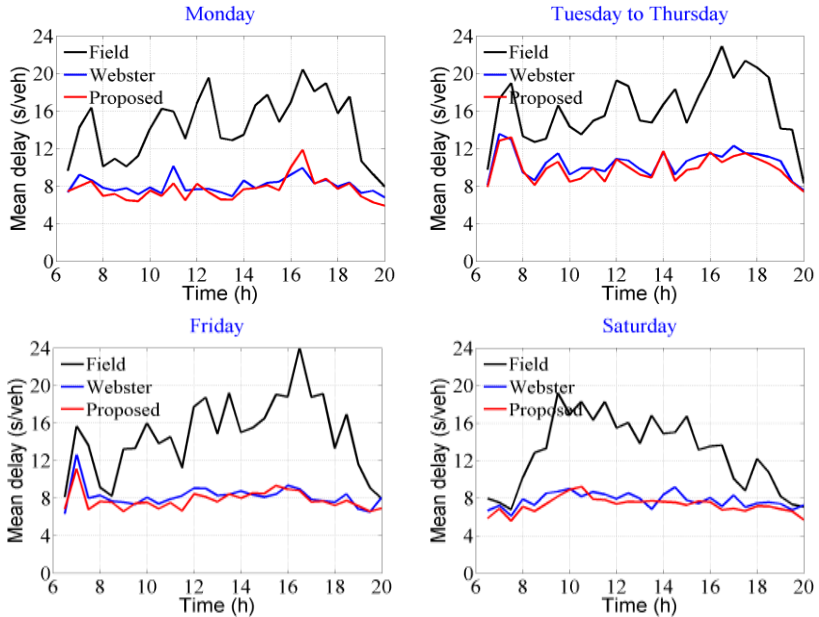 Monday
Mean delay (s/veh)
24
20
16
12
8
4
0
Field
Webster
Proposed
6 8 10 12 14 16 18 20
Time (h)
Tuesday to Thursday
Mean delay (s/veh)
24
20
16
12
8
4
0
Field
Webster
Proposed
6 8 10 12 14 16 18 20
Time (h)
Friday
Mean delay (s/veh)
24
20
16
12
8
4
0
Field
Webster
Proposed
6 8 10 12 14 16 18 20
Time (h)
Saturday
Mean delay (s/veh)
24
20
16
12
8
4
0
Field
Webster
Proposed
6 8 10 12 14 16 18 20
Time (h)